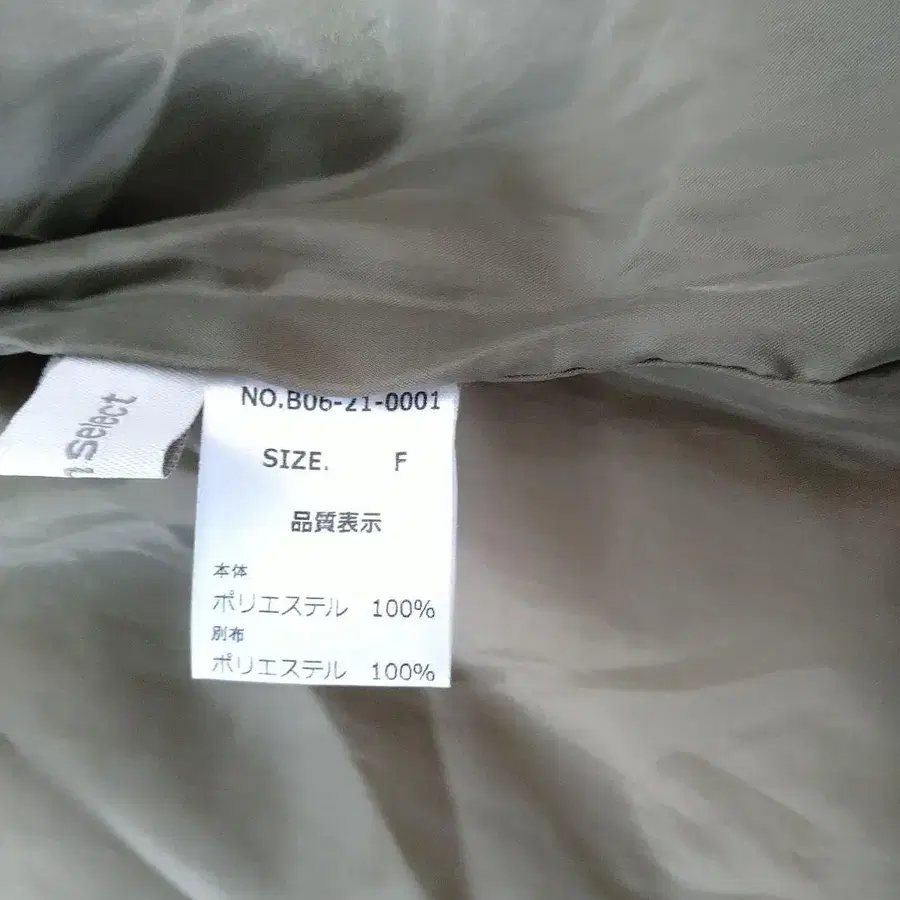 Select
NO.B06-21-0001
SIZE. F
品質表示
本体
ポリエステル 100%
別布
ポリエステル 100%